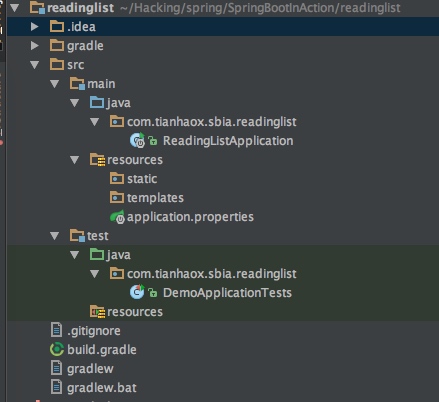 readinglist ~/Hacking/spring/SpringBootInAction/readinglist
.idea
gradle
src
main
java
com.tianhaox.sbia.readinglist
ReadingListApplication
resources
static
templates
application.properties
test
java
com.tianhaox.sbia.readinglist
DemoApplicationTests
resources
.gitignore
build.gradle
gradlew
gradlew.bat